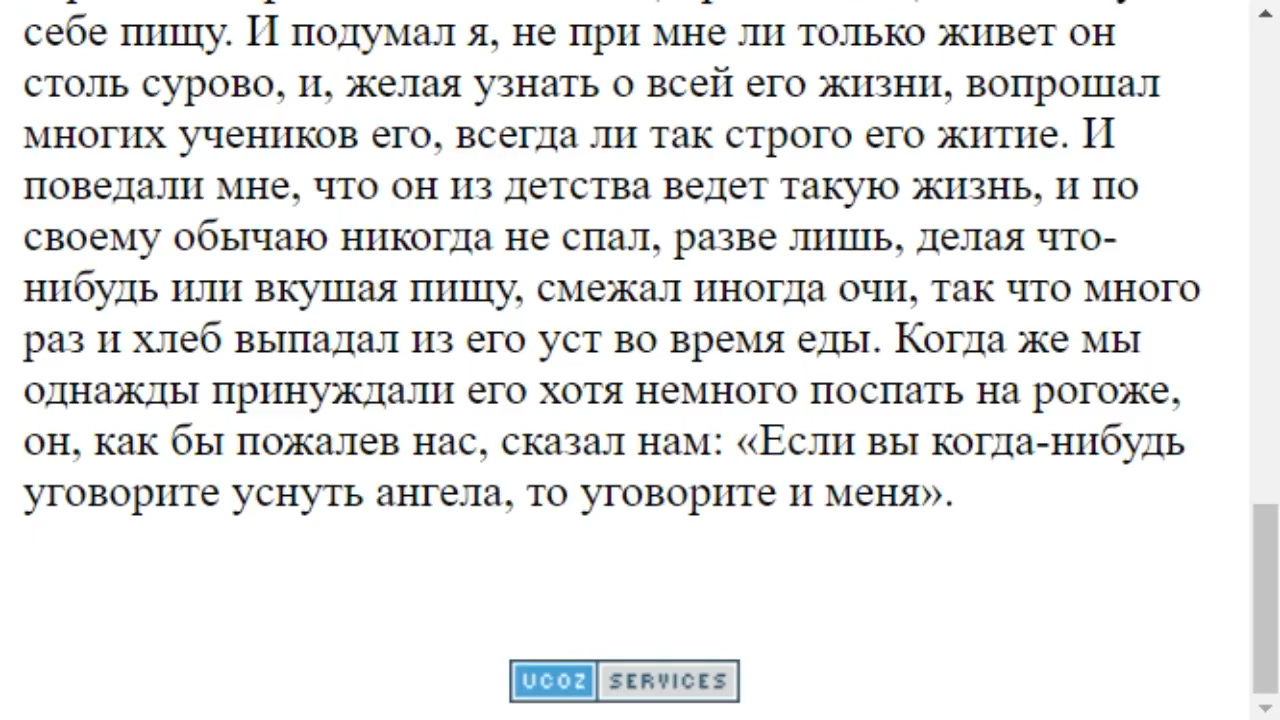 себе пищу. И подумал я, не при мне ли только живет он
столь сурово, и, желая узнать о всей его жизни, вопрошал
многих учеников его, всегда ли так строго его житие. И
поведали мне, что он из детства ведет такую жизнь, и по
своему обычаю никогда не спал, разве лишь, делая что-
нибудь или вкушая пищу, смежал иногда очи, так что много
раз и хлеб выпадал из его уст во время еды. Когда же мы
однажды принуждали его хотя немного поспать на рогоже,
он, как бы пожалев нас, сказал нам: «Если вы когда-нибудь
уговорите уснуть ангела, то уговорите и меня».
UCOZ SERVICES